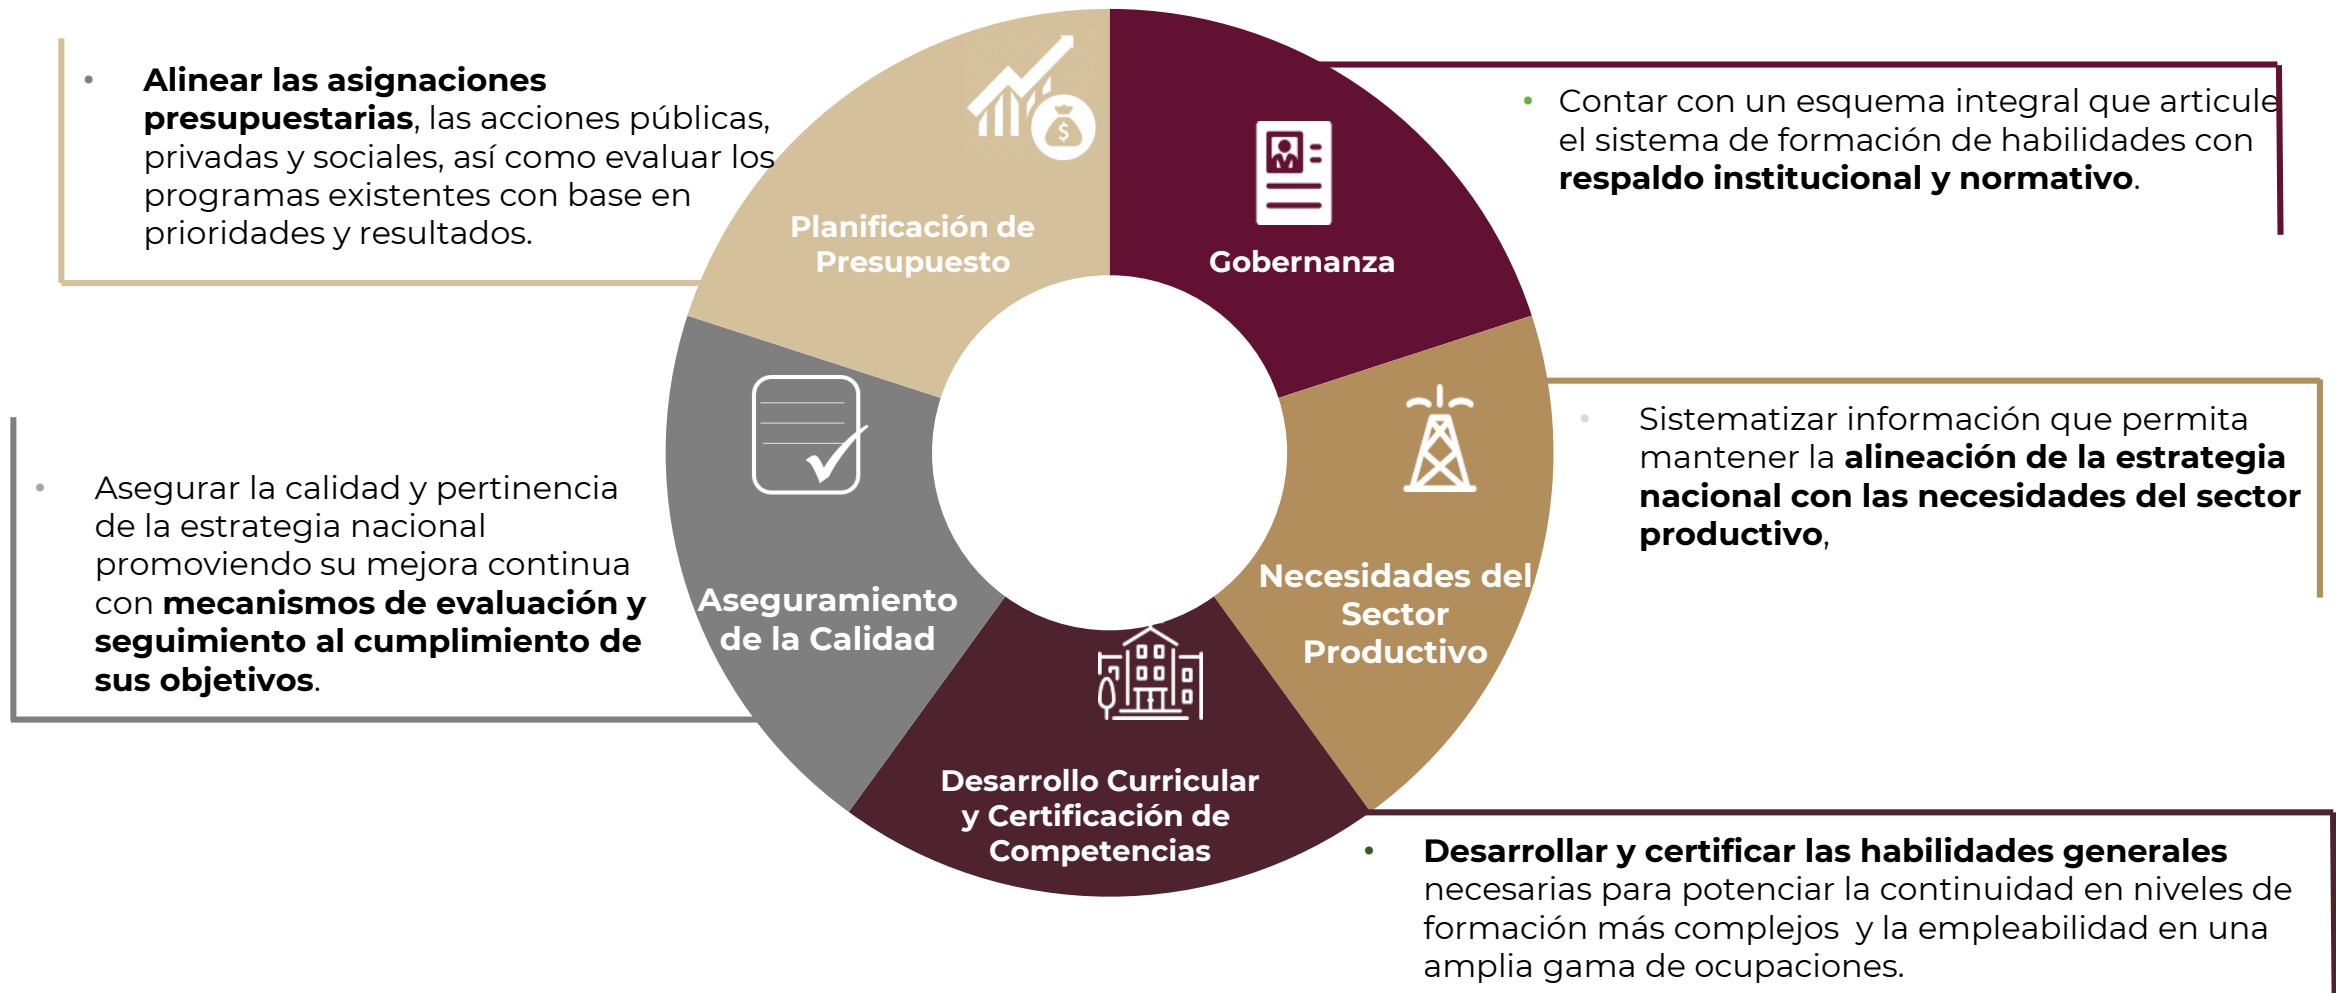 • Alinear las asignaciones
presupuestarias, las acciones públicas,
privadas y sociales, así como evaluar los
programas existentes con base en
prioridades y resultados.
Planificación de
Presupuesto
$
Gobernanza
• Contar con un esquema integral que articule
el sistema de formación de habilidades con
respaldo institucional y normativo.
• Asegurar la calidad y pertinencia
de la estrategia nacional
promoviendo su mejora continua
con mecanismos de evaluación y
seguimiento al cumplimiento de
sus objetivos.
Aseguramiento
de la Calidad
Necesidades del
Sector
Productivo
• Sistematizar información que permita
mantener la alineación de la estrategia
nacional con las necesidades del sector
productivo,
Desarrollo Curricular
y Certificación de
Competencias
• Desarrollar y certificar las habilidades generales
necesarias para potenciar la continuidad en niveles de
formación más complejos  y la empleabilidad en una
amplia gama de ocupaciones.